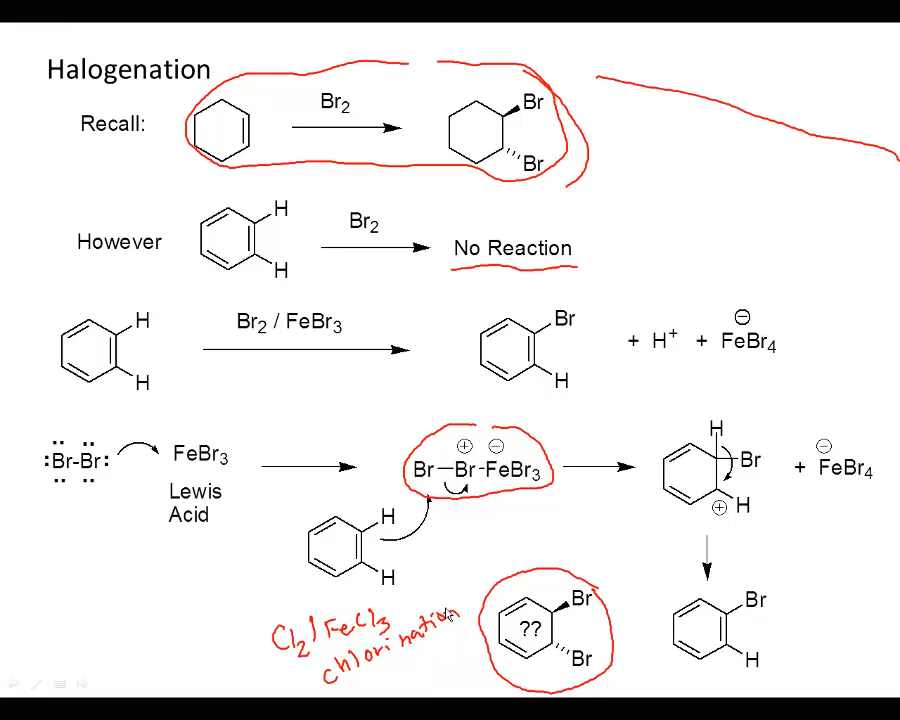 Halogenation
Recall:
Br2
Br
Br
However
H
H
Br2
No Reaction
H
H
Br2 / FeBr3
Br
H
+ H+ + FeBr4
−
:Br-Br:
FeBr3
Lewis
Acid
+ −
Br—Br-FeBr3
H
H
H
Br
+
H
+ FeBr4
−
Cl2/FeCl3
chlorination
??
Br
Br
Br
H